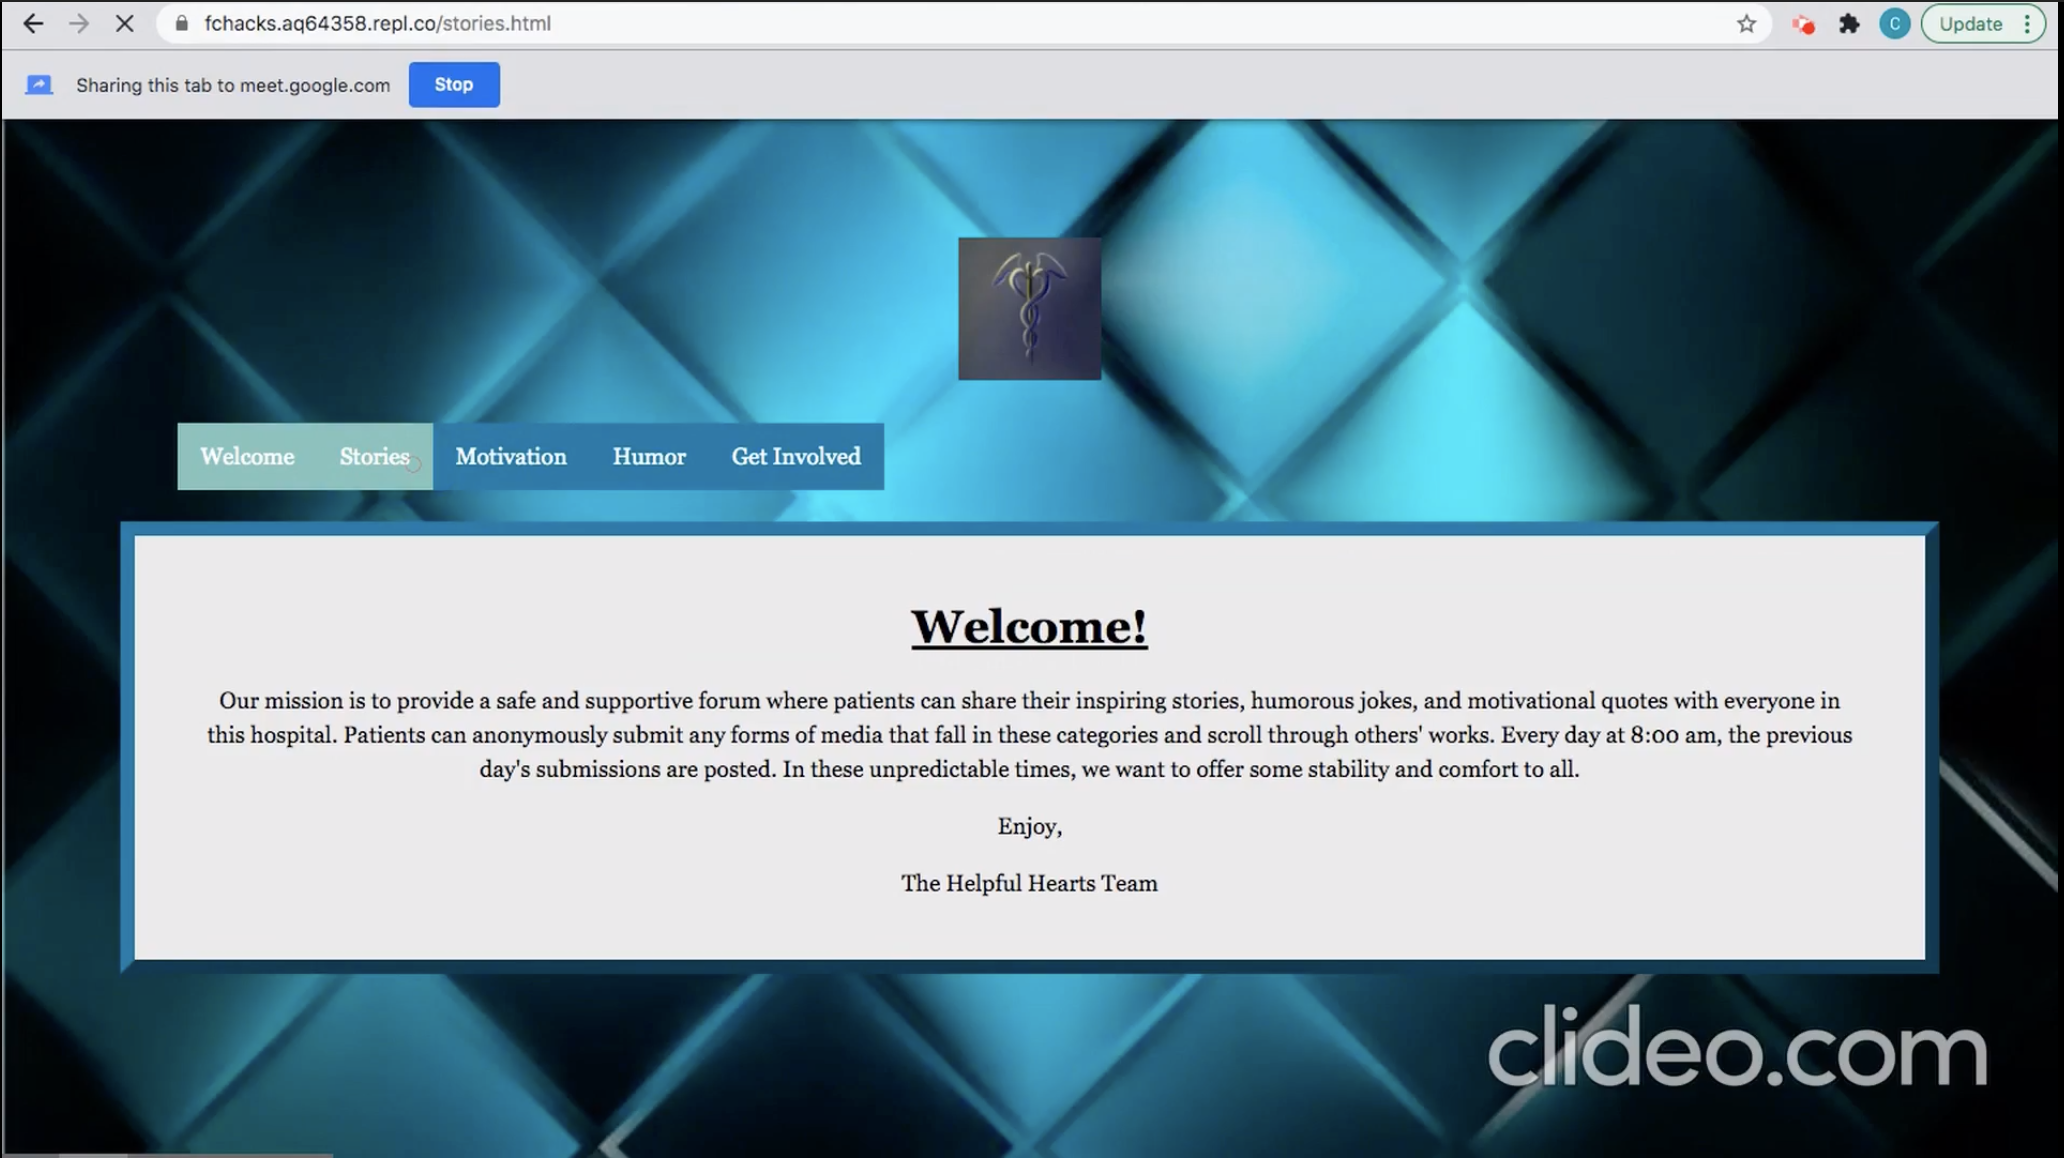 fchacks.aq64358.repl.co/stories.html
C
Update
Sharing this tab to meet.google.com
Stop
Welcome Stories Motivation Humor Get Involved
Welcome!
Our mission is to provide a safe and supportive forum where patients can share their inspiring stories, humorous jokes, and motivational quotes with everyone in
this hospital. Patients can anonymously submit any forms of media that fall in these categories and scroll through others' works. Every day at 8:00 am, the previous
day's submissions are posted. In these unpredictable times, we want to offer some stability and comfort to all.
Enjoy,
The Helpful Hearts Team
clideo.com